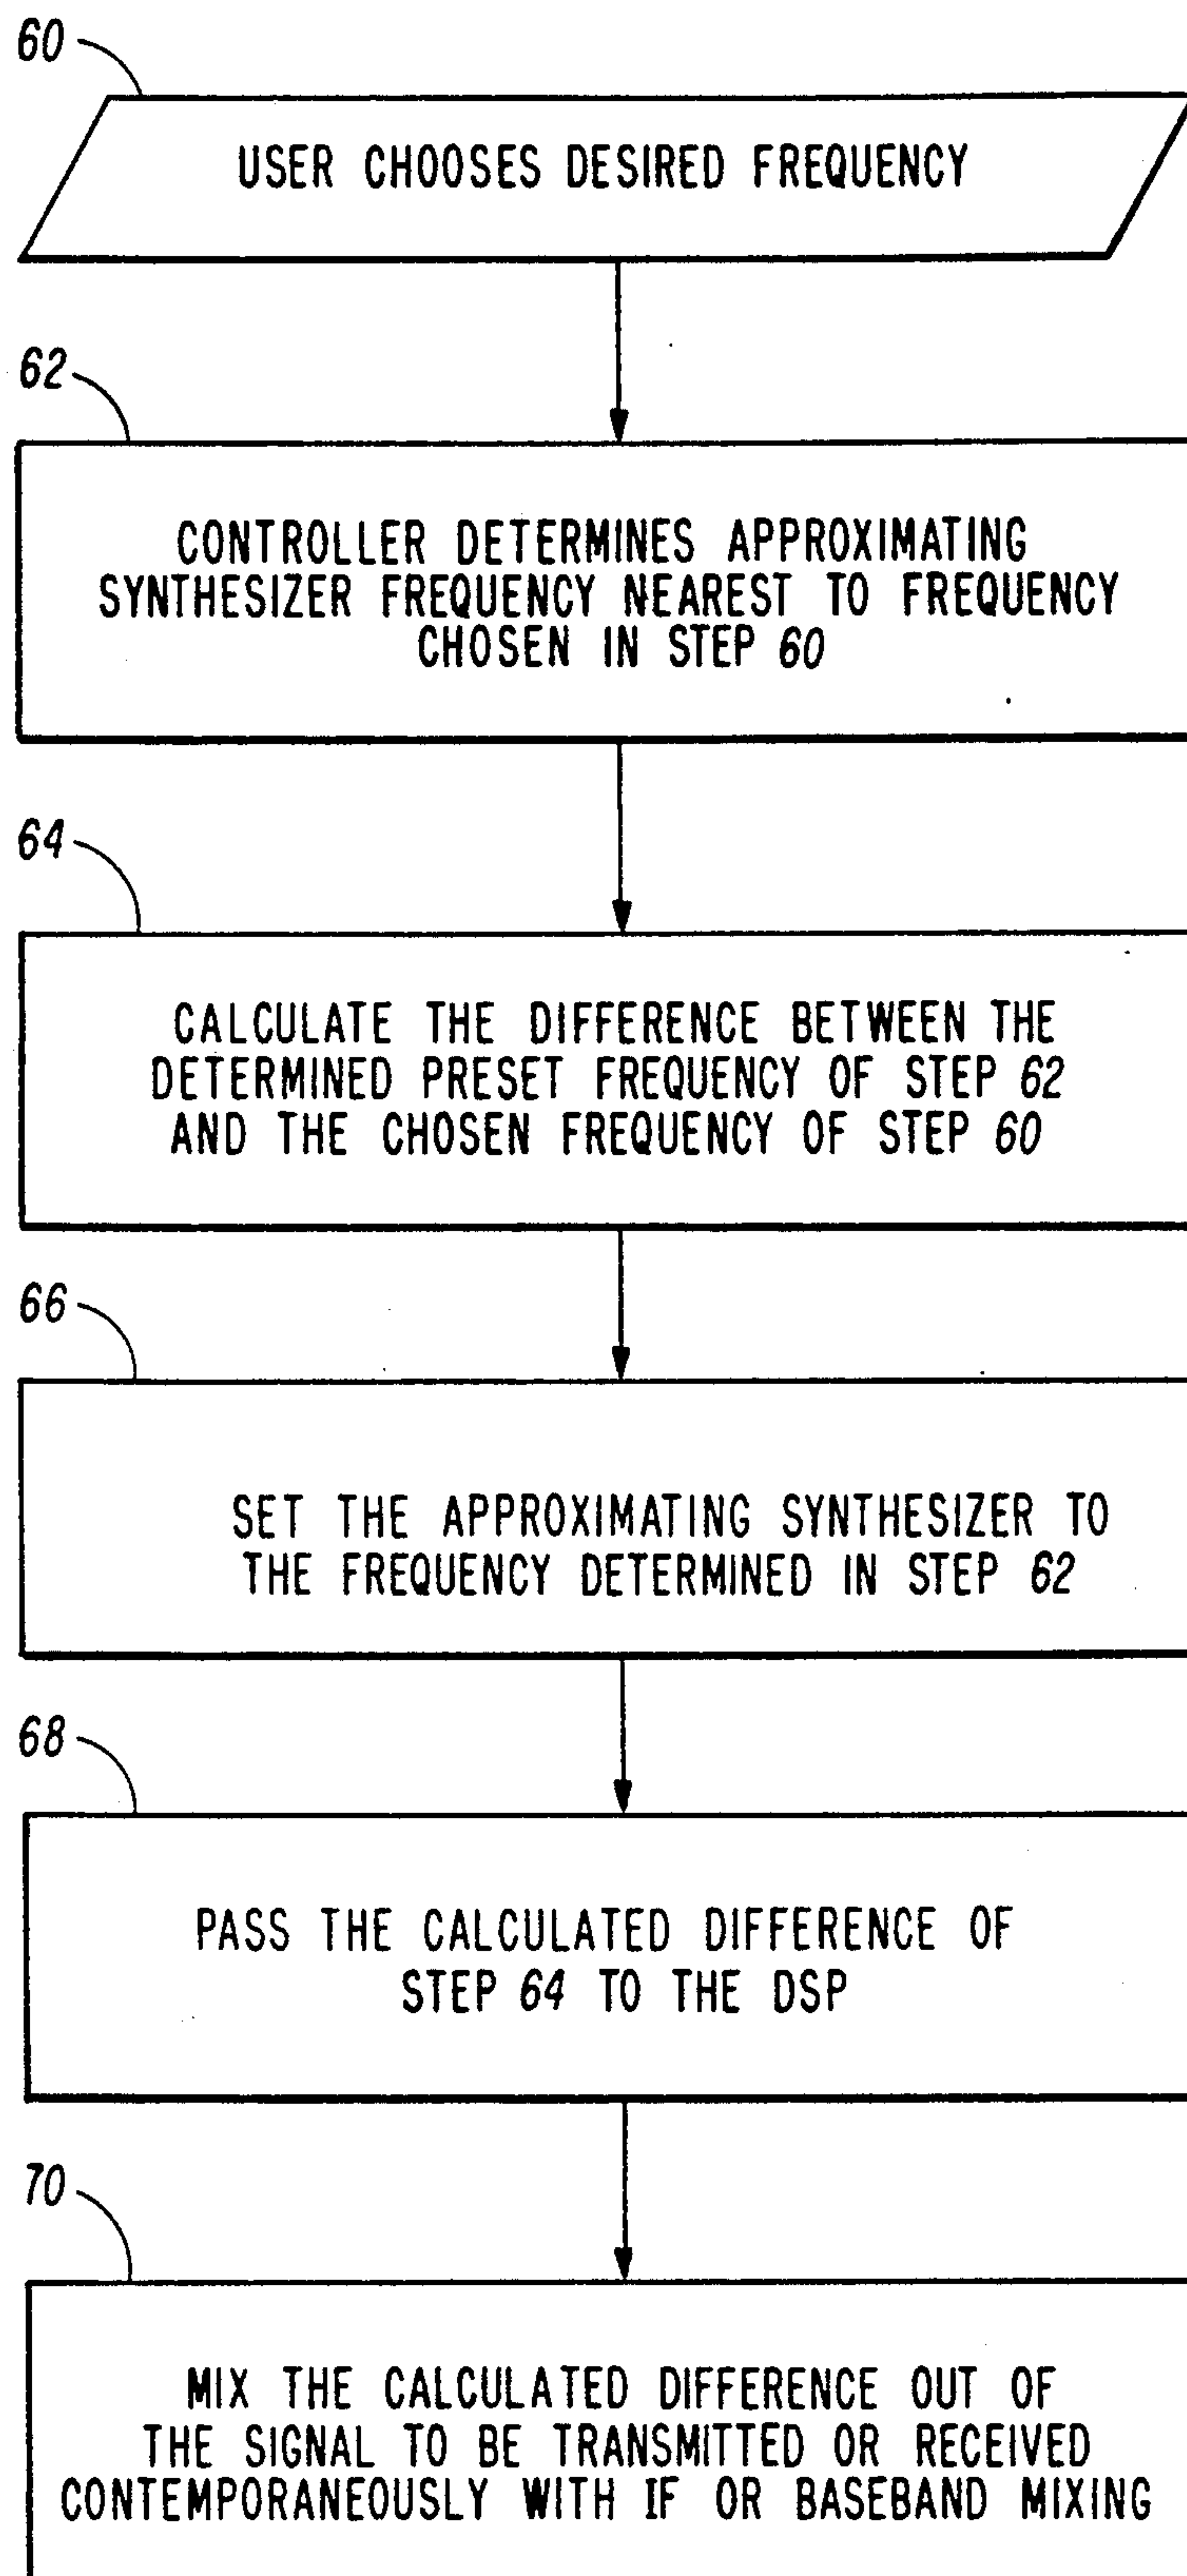 60
USER CHOOSES DESIRED FREQUENCY
62
CONTROLLER DETERMINES APPROXIMATING
SYNTHESIZER FREQUENCY NEAREST TO FREQUENCY
CHOSEN IN STEP 60
64
CALCULATE THE DIFFERENCE BETWEEN THE
DETERMINED PRESET FREQUENCY OF STEP 62
AND THE CHOSEN FREQUENCY OF STEP 60
66
SET THE APPROXIMATING SYNTHESIZER TO
THE FREQUENCY DETERMINED IN STEP 62
68
PASS THE CALCULATED DIFFERENCE OF
STEP 64 TO THE DSP
70
MIX THE CALCULATED DIFFERENCE OUT OF
THE SIGNAL TO BE TRANSMITTED OR RECEIVED
CONTEMPORANEOUSLY WITH IF OR BASEBAND MIXING